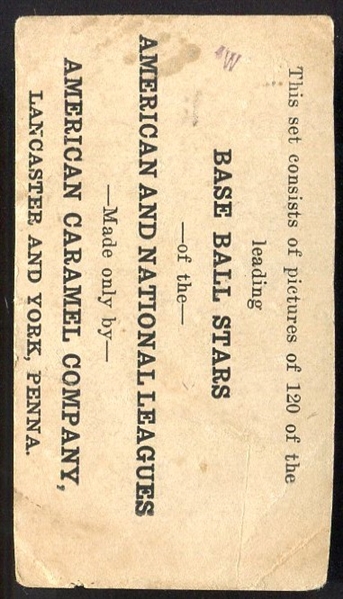 This set consists of pictures of 120 of the
leading
BASE BALL STARS
—of the—
AMERICAN AND NATIONAL LEAGUES
—Made only by—
AMERICAN CARAMEL COMPANY,
LANCASTER AND YORK, PENNA.